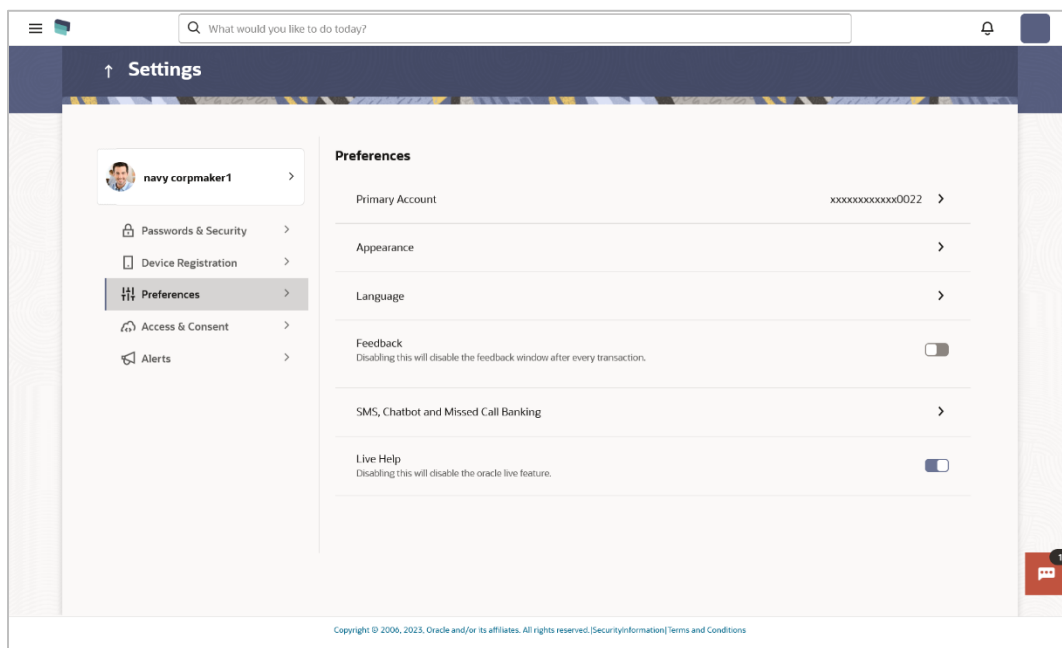 What would you like to do today?
↑ Settings
navy corpmaker1
Passwords & Security
Device Registration
Preferences
Access & Consent
Alerts
Preferences
Primary Account xxxxxxxxxxxx0022
Appearance
Language
Feedback
Disabling this will disable the feedback window after every transaction.
SMS, Chatbot and Missed Call Banking
Live Help
Disabling this will disable the oracle live feature.
1
Copyright © 2006, 2023, Oracle and/or its affiliates. All rights reserved.|SecurityInformation|Terms and Conditions